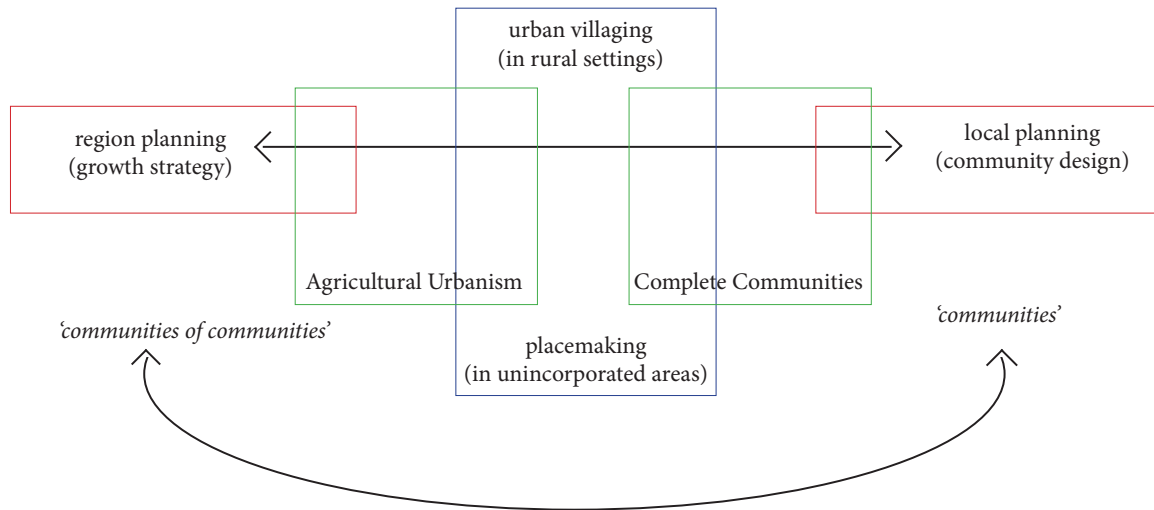 urban villaging
(in rural settings)
region planning
(growth strategy)
local planning
(community design)
Agricultural Urbanism
Complete Communities
‘communities of communities’
‘communities’
placemaking
(in unincorporated areas)